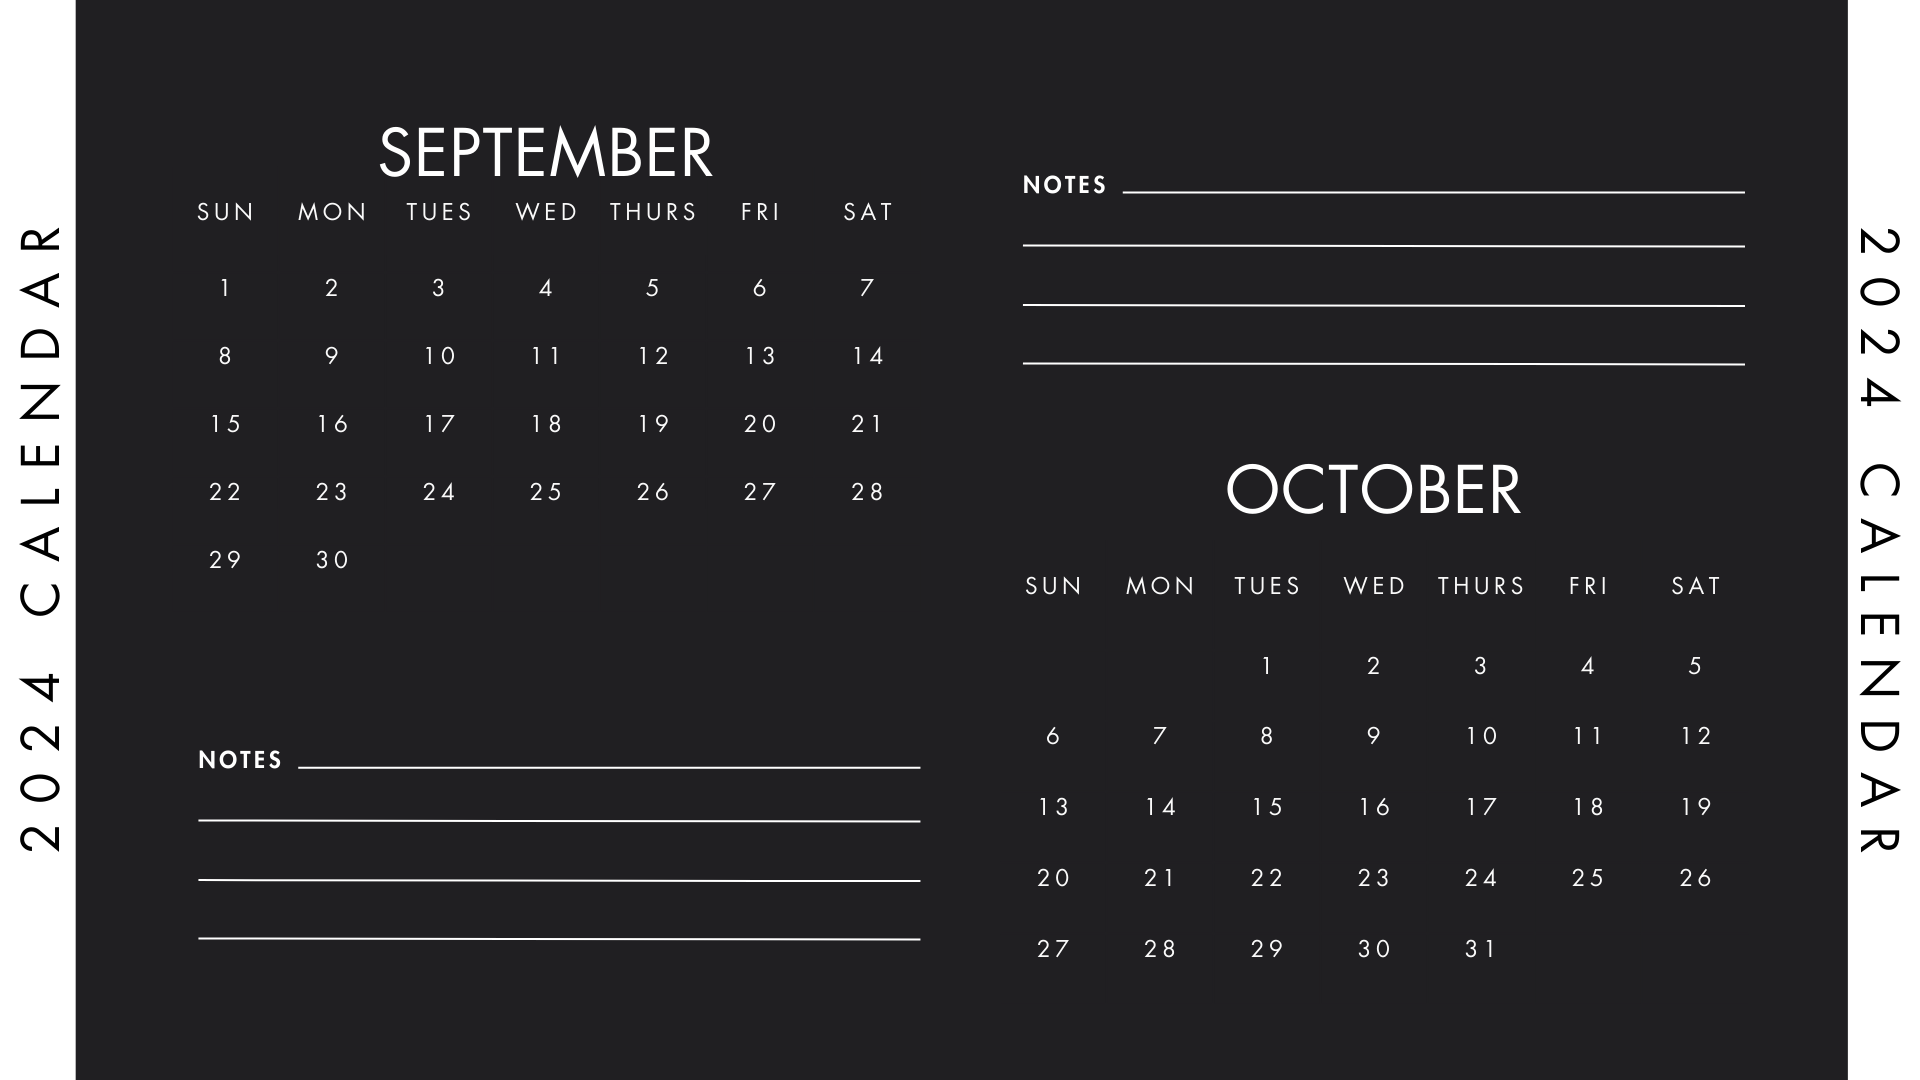 2024 CALENDAR
SEPTEMBER
SUN MON TUES WED THURS FRI SAT
1 2 3 4 5 6 7
8 9 10 11 12 13 14
15 16 17 18 19 20 21
22 23 24 25 26 27 28
29 30
NOTES
NOTES
OCTOBER
SUN MON TUES WED THURS FRI SAT
1 2 3 4 5
6 7 8 9 10 11 12
13 14 15 16 17 18 19
20 21 22 23 24 25 26
27 28 29 30 31
2024 CALENDAR